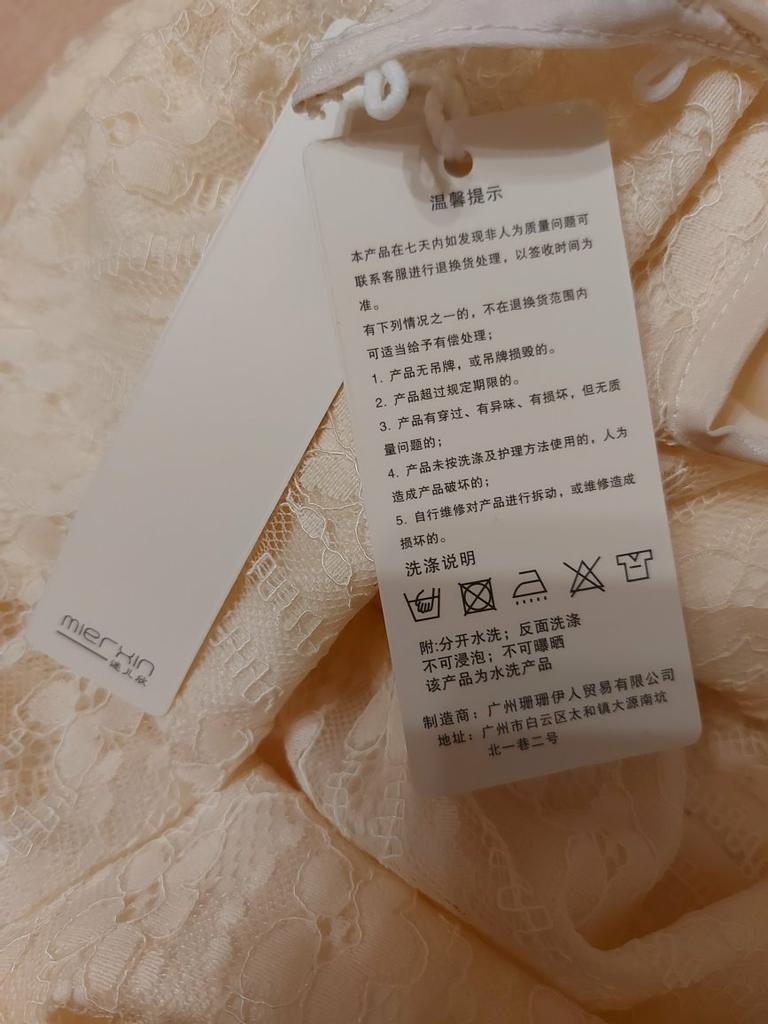 温馨提示
本产品在七天内如发现非人为质量问题可
联系客服进行退换货处理，以签收时间为
准。
有下列情况之一的，不在退换货范围内
可适当给予有偿处理；
1. 产品无吊牌，或吊牌损毁的。
2. 产品超过规定期限的。
3. 产品有穿过、有异味、有损坏，但无质
量问题的；
4. 产品未按洗涤及护理方法使用的，人为
造成产品破坏的；
5. 自行维修对产品进行拆动，或维修造成
损坏的。
洗涤说明
附:分开水洗；反面洗涤
不可浸泡；不可曝晒
该产品为水洗产品
制造商：广州珊珊伊人贸易有限公司
地址：广州市白云区太和镇大源南坑
北一巷二号
mierxin
迷儿欣